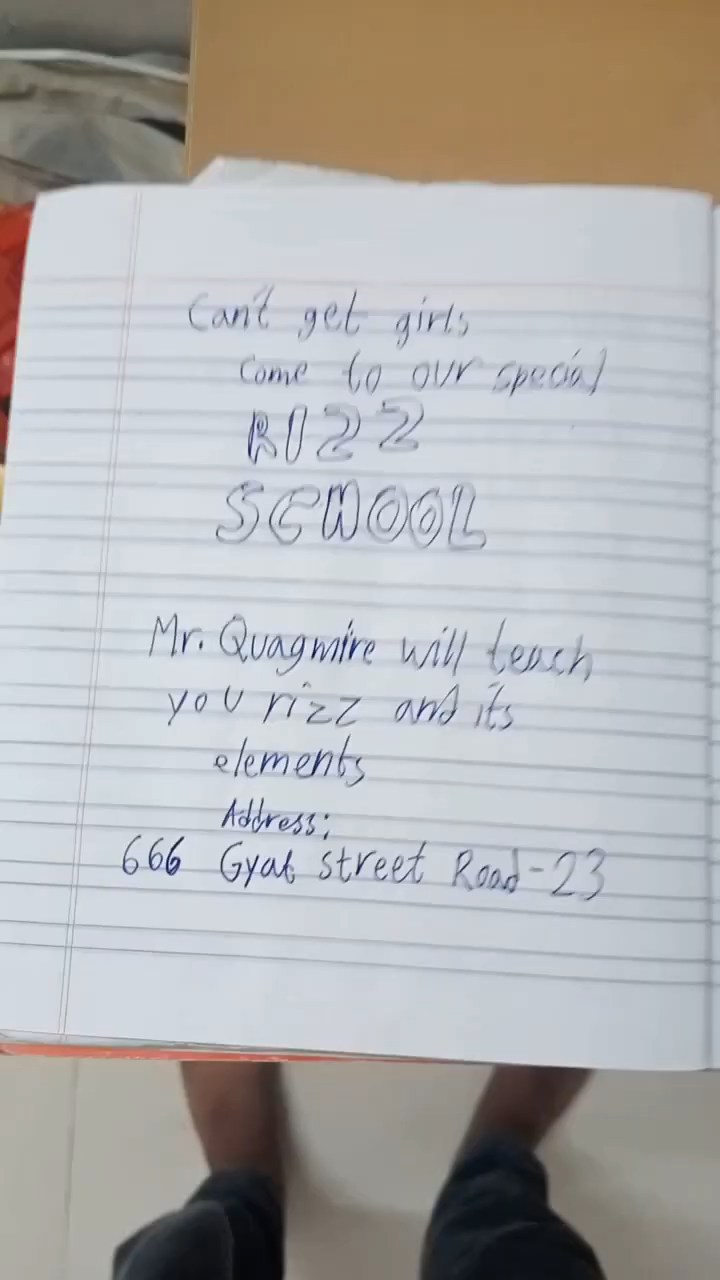 Can't get girls
come to our special
RIZZ
SCHOOL
Mr. Quagmire will teach
you rizz and its
elements
Address:
666 Gyat street Road-23